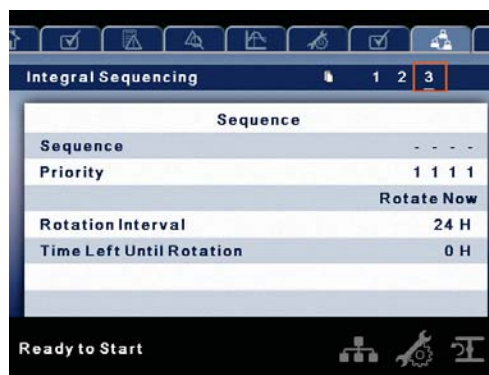 Integral Sequencing 1 2 3
Sequence
Sequence - - - -
Priority 1 1 1 1
Rotate Now
Rotation Interval 24 H
Time Left Until Rotation 0 H
Ready to Start